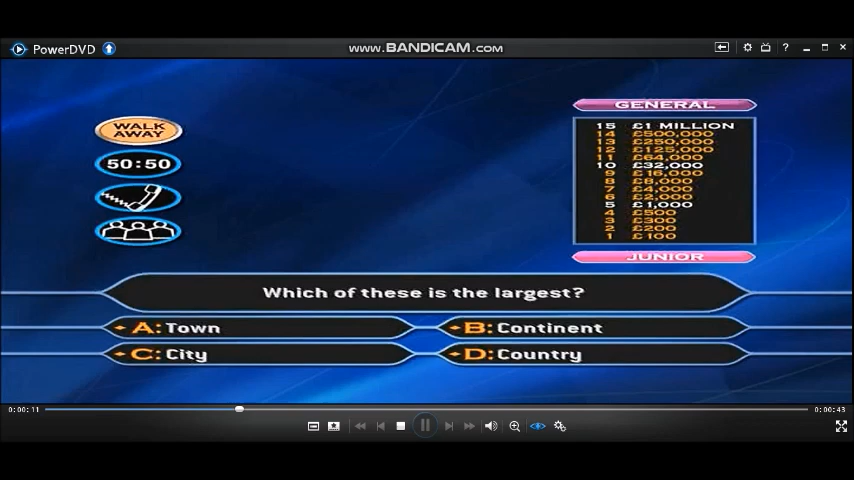 PowerDVD
www.BANDICAM.com
WALK
AWAY
50:50
GENERAL
15 £1 MILLION
14 £500,000
13 £250,000
12 £125,000
11 £64,000
10 £32,000
9 £16,000
8 £8,000
7 £4,000
6 £2,000
5 £1,000
4 £500
3 £300
2 £200
1 £100
JUNIOR
Which of these is the largest?
A: Town
B: Continent
C: City
D: Country
0:00:11
0:00:43